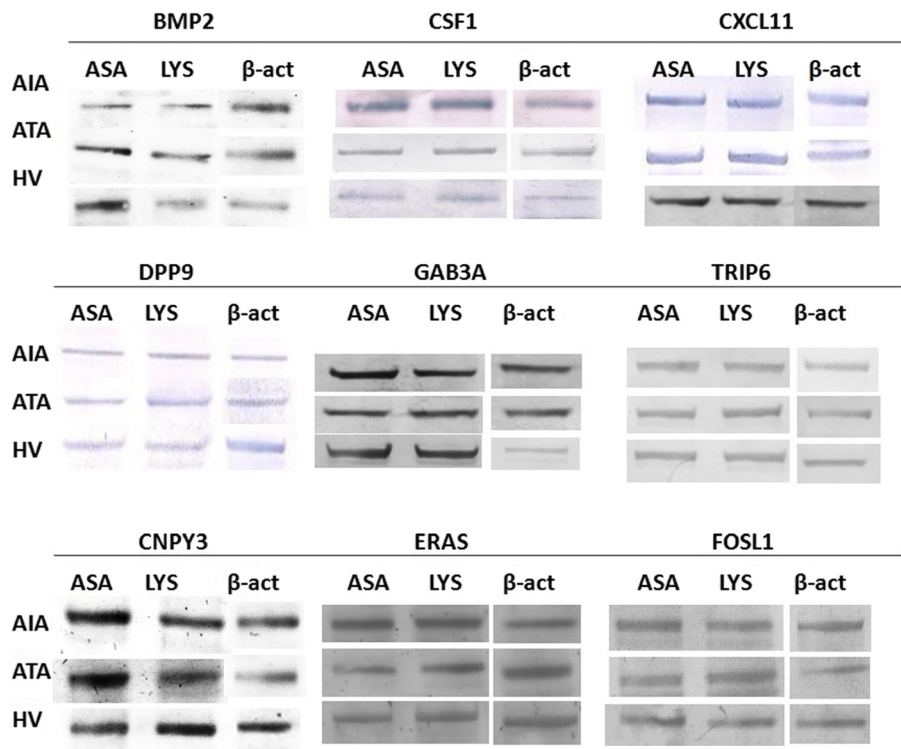 BMP2 CSF1 CXCL11
ASA LYS β-act ASA LYS β-act ASA LYS β-act
AIA
ATA
HV
DPP9 GAB3A TRIP6
ASA LYS β-act ASA LYS β-act ASA LYS β-act
AIA
ATA
HV
CNPY3 ERAS FOSL1
ASA LYS β-act ASA LYS β-act ASA LYS β-act
AIA
ATA
HV